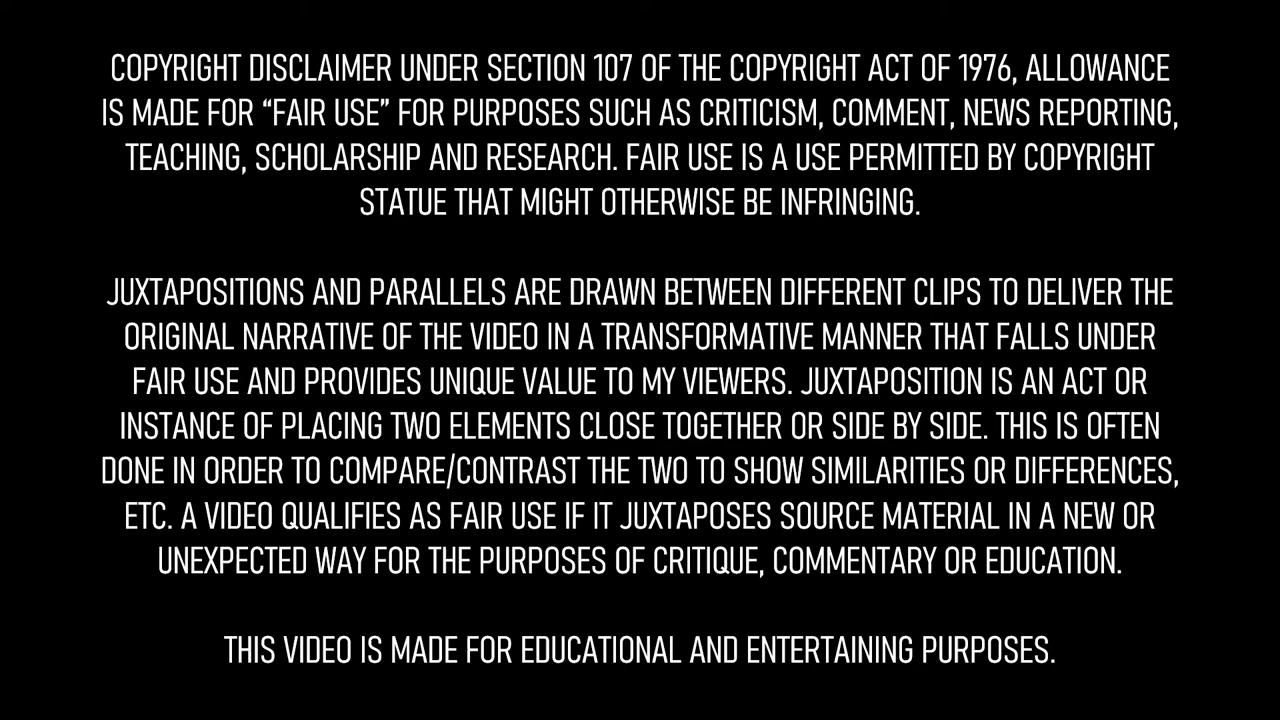 COPYRIGHT DISCLAIMER UNDER SECTION 107 OF THE COPYRIGHT ACT OF 1976, ALLOWANCE
IS MADE FOR “FAIR USE” FOR PURPOSES SUCH AS CRITICISM, COMMENT, NEWS REPORTING,
TEACHING, SCHOLARSHIP AND RESEARCH. FAIR USE IS A USE PERMITTED BY COPYRIGHT
STATUE THAT MIGHT OTHERWISE BE INFRINGING.
JUXTAPOSITIONS AND PARALLELS ARE DRAWN BETWEEN DIFFERENT CLIPS TO DELIVER THE
ORIGINAL NARRATIVE OF THE VIDEO IN A TRANSFORMATIVE MANNER THAT FALLS UNDER
FAIR USE AND PROVIDES UNIQUE VALUE TO MY VIEWERS. JUXTAPOSITION IS AN ACT OR
INSTANCE OF PLACING TWO ELEMENTS CLOSE TOGETHER OR SIDE BY SIDE. THIS IS OFTEN
DONE IN ORDER TO COMPARE/CONTRAST THE TWO TO SHOW SIMILARITIES OR DIFFERENCES,
ETC. A VIDEO QUALIFIES AS FAIR USE IF IT JUXTAPOSES SOURCE MATERIAL IN A NEW OR
UNEXPECTED WAY FOR THE PURPOSES OF CRITIQUE, COMMENTARY OR EDUCATION.
THIS VIDEO IS MADE FOR EDUCATIONAL AND ENTERTAINING PURPOSES.